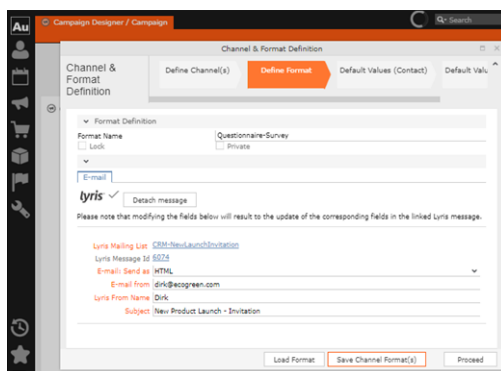 Au
Campaign Designer / Campaign
Search
Channel & Format Definition
Channel &
Format
Definition
Define Channel(s)
Define Format
Default Values (Contact)
Default Valu
Format Definition
Format Name
Questionnaire-Survey
Lock
Private
E-mail
lyris
Detach message
Please note that modifying the fields below will result to the update of the corresponding fields in the linked Lyris message.
Lyris Mailing List CRM-NewLaunchInvitation
Lyris Message Id 6074
E-mail: Send as HTML
E-mail from dirk@ecogreen.com
Lyris From Name Dirk
Subject New Product Launch - Invitation
Load Format
Save Channel Format(s)
Proceed